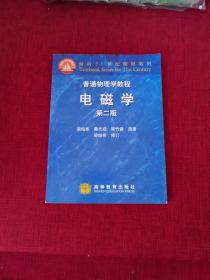 面向21世纪课程教材
Textbook Series for 21st Century
普通物理学教程
电磁学
第二版
梁灿彬 秦光戎 梁竹健 原著
梁灿彬 修订
高等教育出版社